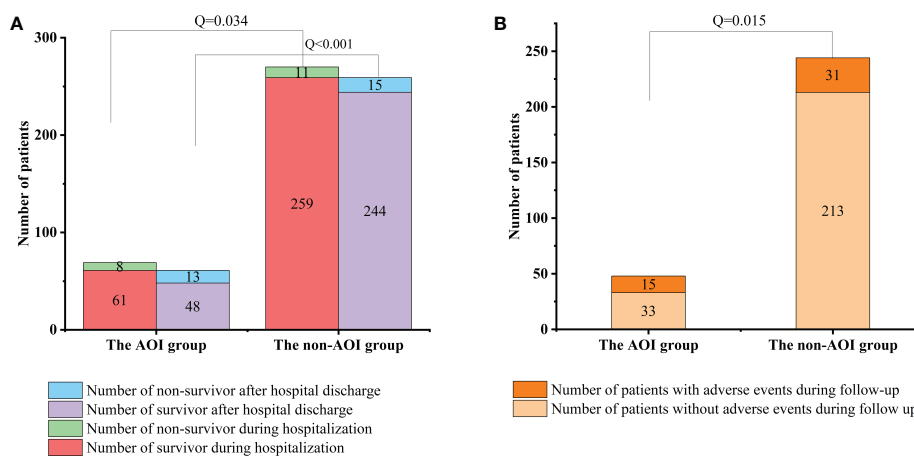 A
Q=0.034
Q<0.001
Number of patients
300
200
100
0
11
15
259
244
8
13
61
48
The AOI group
The non-AOI group
Number of non-survivor after hospital discharge
Number of survivor after hospital discharge
Number of non-survivor during hospitalization
Number of survivor during hospitalization
B
Q=0.015
Number of patients
250
200
150
100
50
0
31
213
15
33
The AOI group
The non-AOI group
Number of patients with adverse events during follow-up
Number of patients without adverse events during follow up